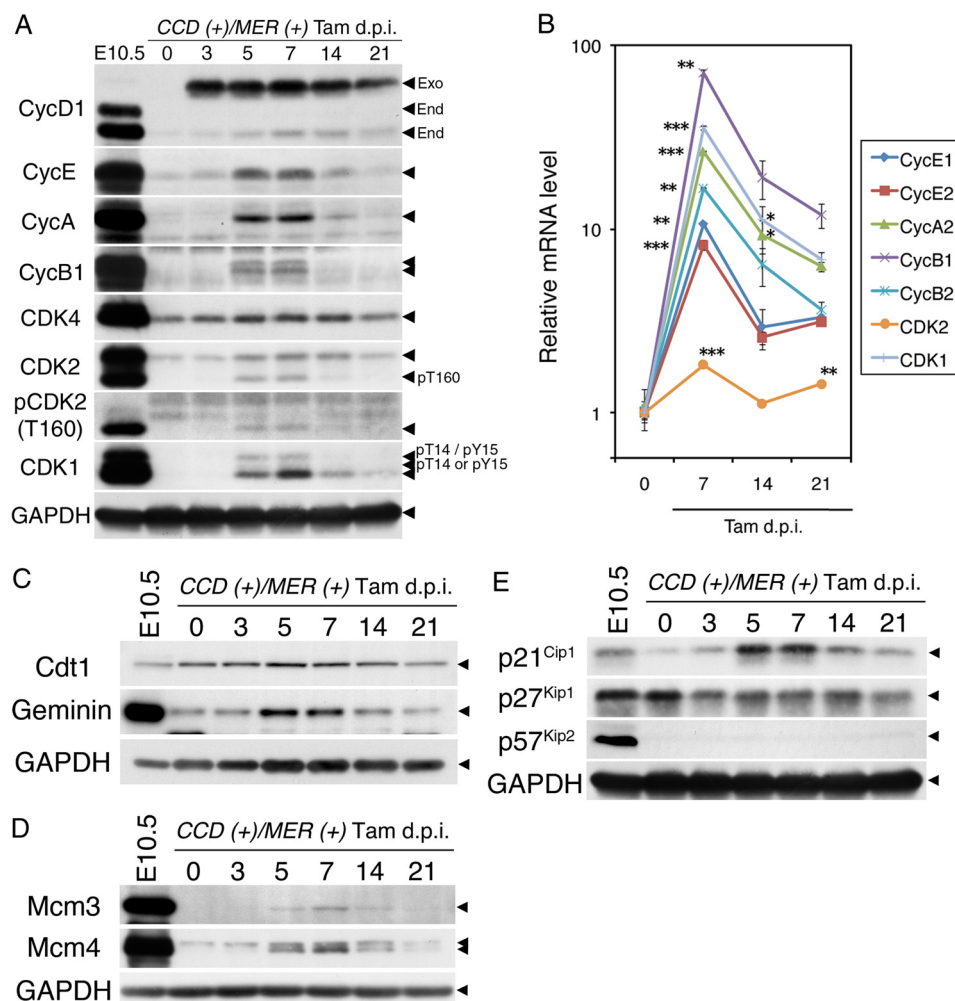 A
CCD (+)/MER (+) Tam d.p.i.
E10.5 0 3 5 7 14 21
CycD1
Exo
End
End
CycE
CycA
CycB1
CDK4
CDK2
pT160
pCDK2
(T160)
CDK1
pT14 / pY15
pT14 or pY15
GAPDH
B
100
10
1
Relative mRNA level
** *** *** ** ** ***
* *
*** **
0 7 14 21
Tam d.p.i.
CycE1
CycE2
CycA2
CycB1
CycB2
CDK2
CDK1
C
E10.5
CCD (+)/MER (+) Tam d.p.i.
0 3 5 7 14 21
Cdt1
Geminin
GAPDH
D
E10.5
CCD (+)/MER (+) Tam d.p.i.
0 3 5 7 14 21
Mcm3
Mcm4
GAPDH
E
E10.5
CCD (+)/MER (+) Tam d.p.i.
0 3 5 7 14 21
p21Cip1
p27Kip1
p57Kip2
GAPDH